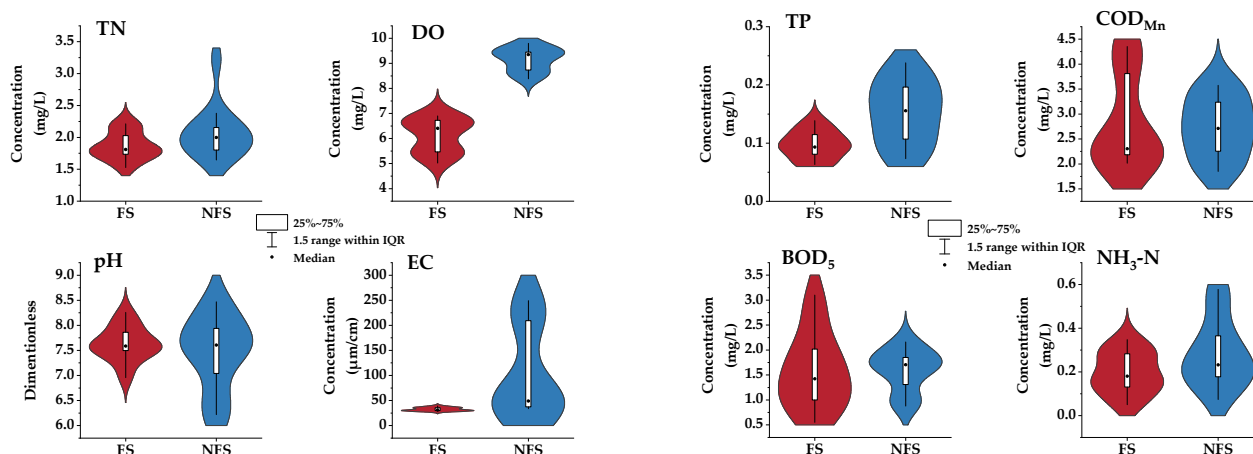 TN
Concentration
(mg/L)
3.5
3.0
2.5
2.0
1.5
1.0
FS
NFS
DO
Concentration
(mg/L)
10
9
8
7
6
5
4
FS
NFS
TP
Concentration
(mg/L)
0.3
0.2
0.1
0.0
FS
NFS
COD Mn
Concentration
(mg/L)
4.5
4.0
3.5
3.0
2.5
2.0
1.5
FS
NFS
25%~75%
1.5 range within IQR
Median
25%~75%
1.5 range within IQR
Median
pH
Dimentionless
9.0
8.5
8.0
7.5
7.0
6.5
6.0
FS
NFS
EC
Concentration
(µm/cm)
300
250
200
150
100
50
0
FS
NFS
BOD5
Concentration
(mg/L)
3.5
3.0
2.5
2.0
1.5
1.0
0.5
FS
NFS
NH3-N
Concentration
(mg/L)
0.6
0.4
0.2
0.0
FS
NFS